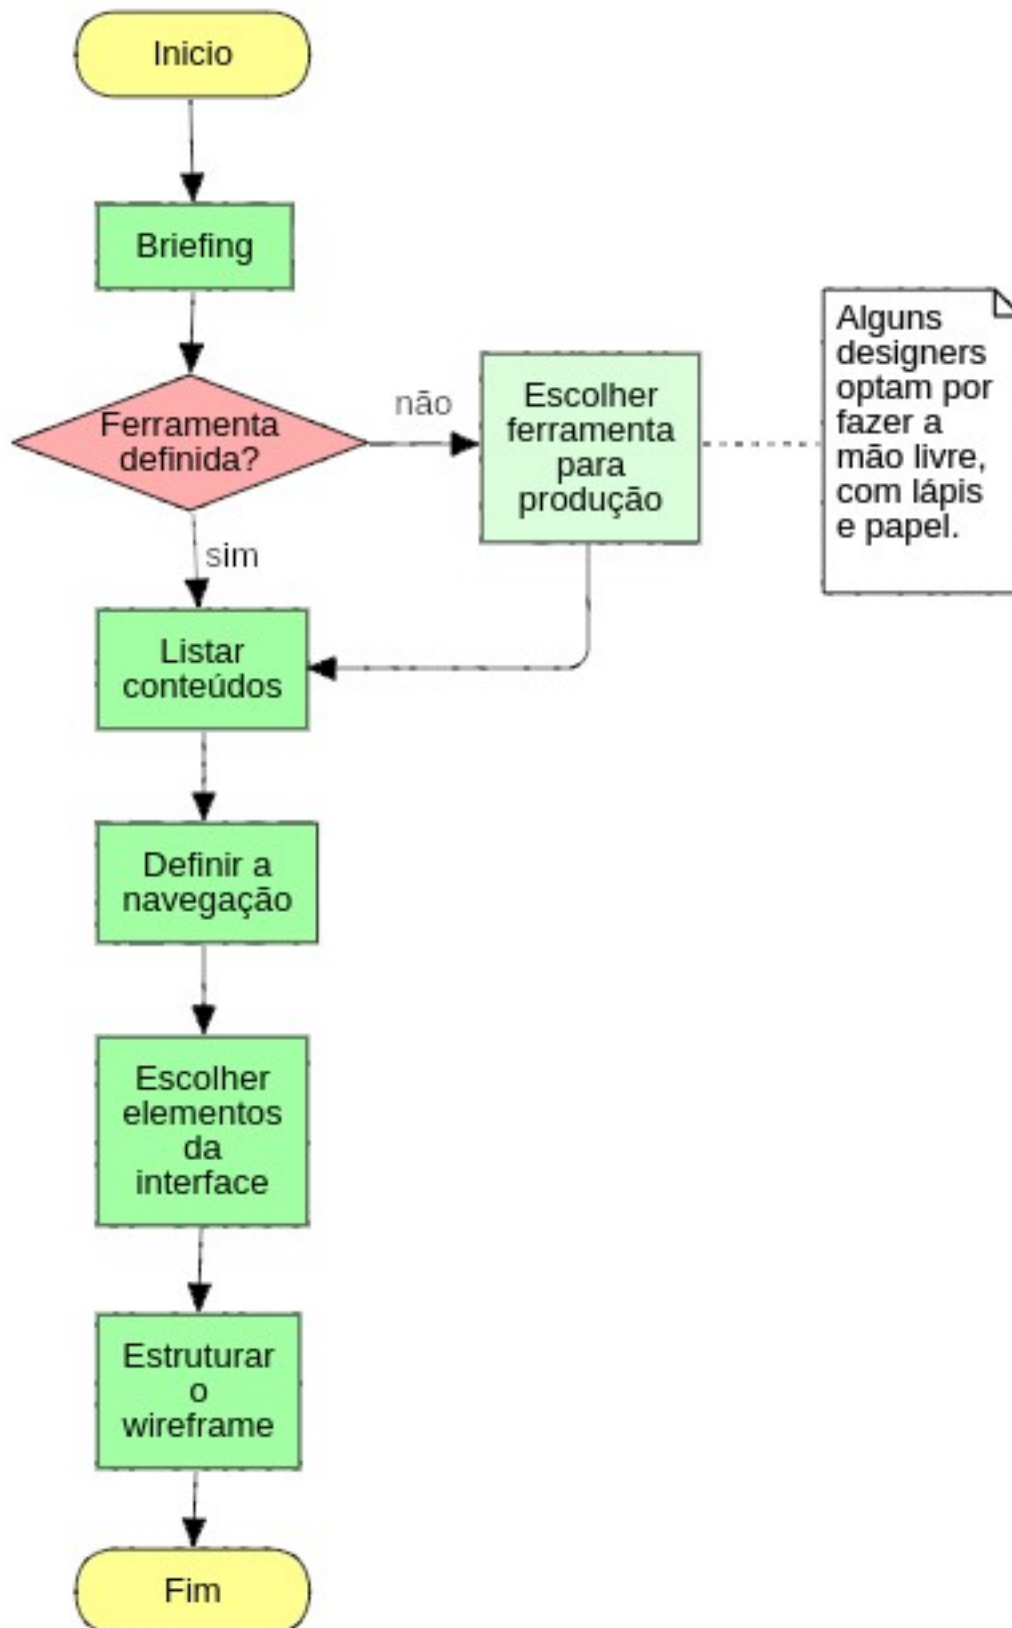 Inicio
Briefing
Ferramenta
definida?
não
Escolher
ferramenta
para
produção
Alguns
designers
optam por
fazer a
mão livre,
com lápis
e papel.
sim
Listar
conteúdos
Definir a
navegação
Escolher
elementos
da
interface
Estruturar
o
wireframe
Fim